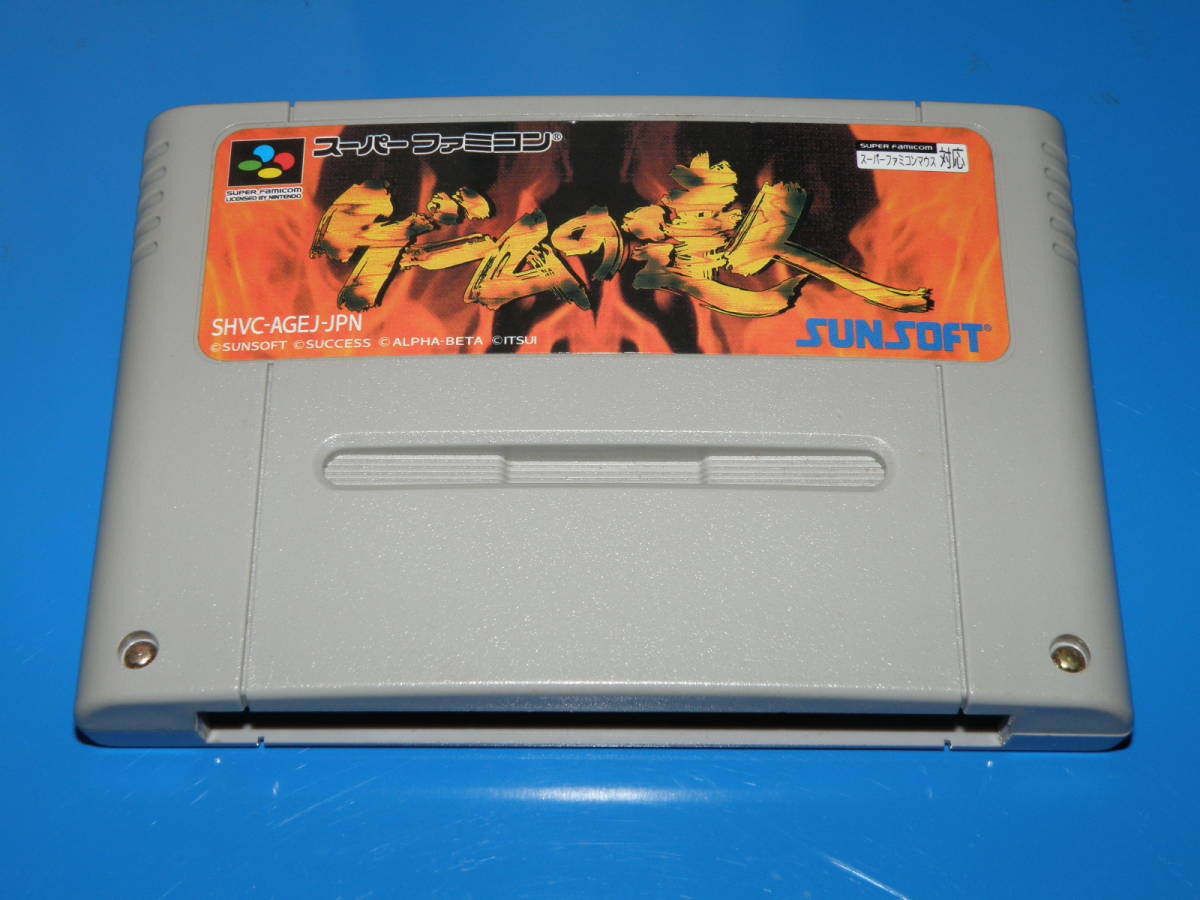 スーパーファミコン®
SUPER FAMICOM
LICENSED BY NINTENDO
SUPER FAMICOM
スーパーファミコンマウス 対応
ゲームの達人
SHVC-AGEJ-JPN
©SUNSOFT ©SUCCESS ©ALPHA-BETA ©ITSUI
SUNSOFT®